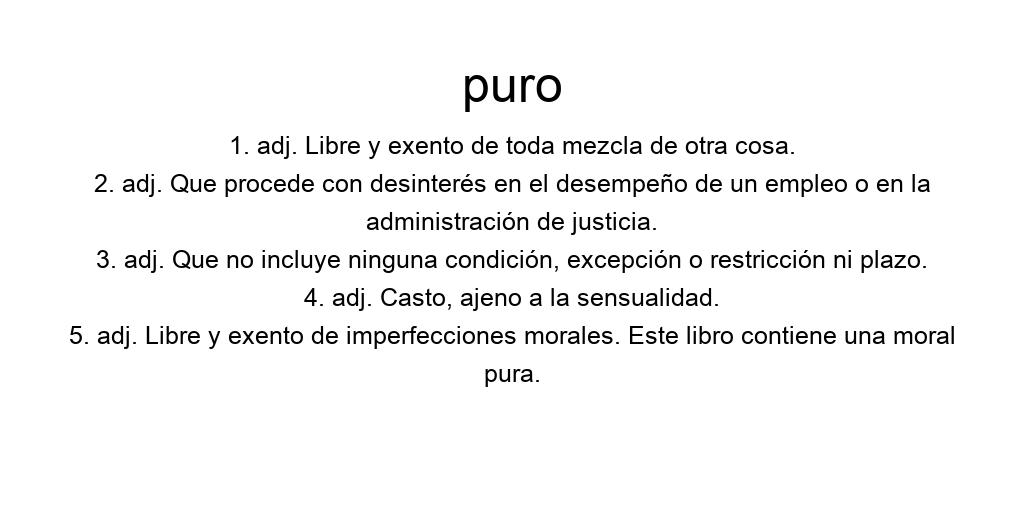 puro
1. adj. Libre y exento de toda mezcla de otra cosa.
2. adj. Que procede con desinterés en el desempeño de un empleo o en la
administración de justicia.
3. adj. Que no incluye ninguna condición, excepción o restricción ni plazo.
4. adj. Casto, ajeno a la sensualidad.
5. adj. Libre y exento de imperfecciones morales. Este libro contiene una moral
pura.